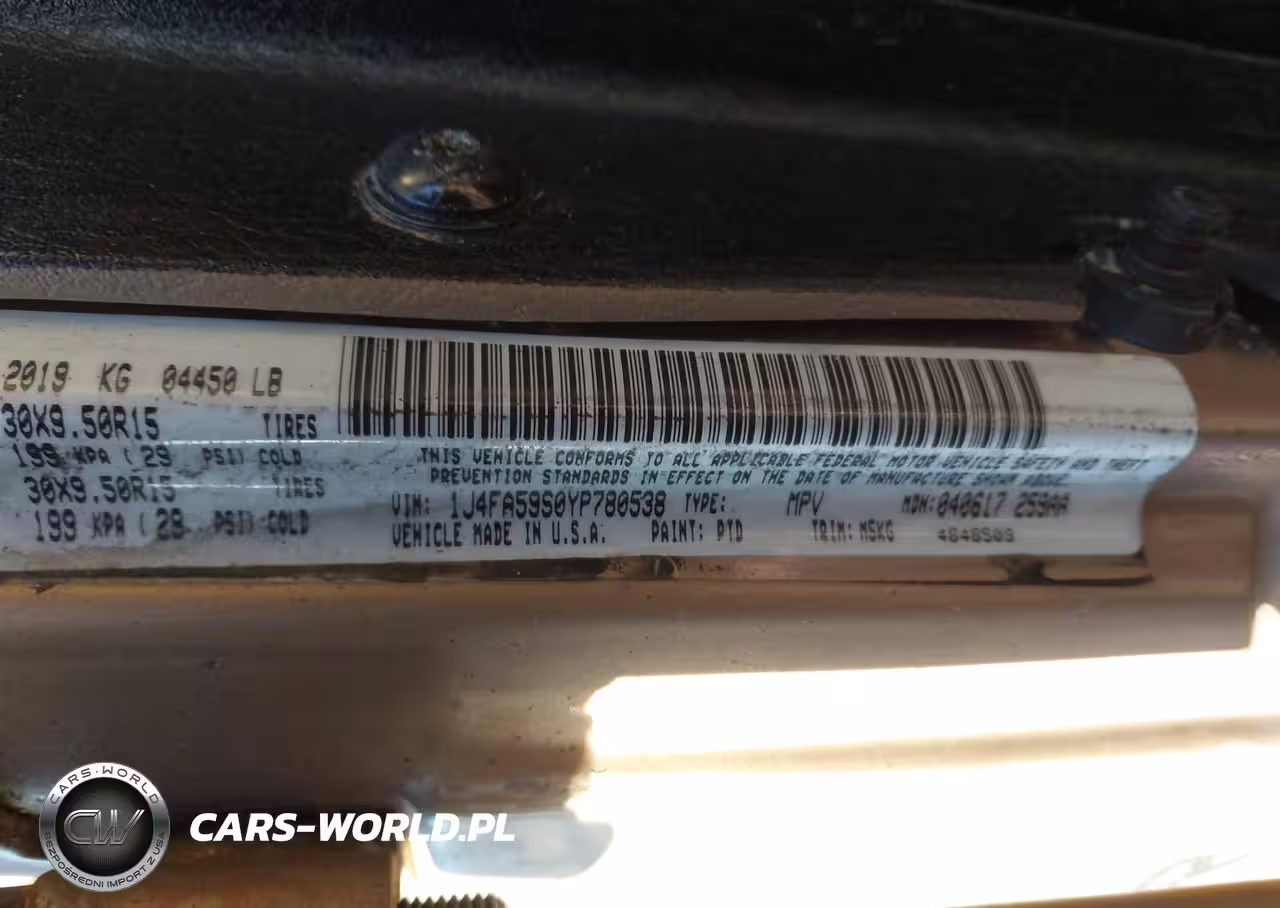 2019 KG 04450 LB
30X9.50R15 TIRES
199 KPA ( 29 PSI) COLD
30X9.50R15 TIRES
199 KPA ( 29 PSI) COLD
THIS VEHICLE CONFORMS TO ALL APPLICABLE FEDERAL MOTOR VEHICLE SAFETY AND THEFT
PREVENTION STANDARDS IN EFFECT ON THE DATE OF MANUFACTURE SHOWN ABOVE.
VIN: 1J4FA59S0YP780538 TYPE: MPV MDH: 040617 259AA
VEHICLE MADE IN U.S.A. PAINT: PTD TRIM: M5KG 4648509
CARS-WORLD
CW
BEZPOŚREDNI IMPORT Z USA
CARS-WORLD.PL